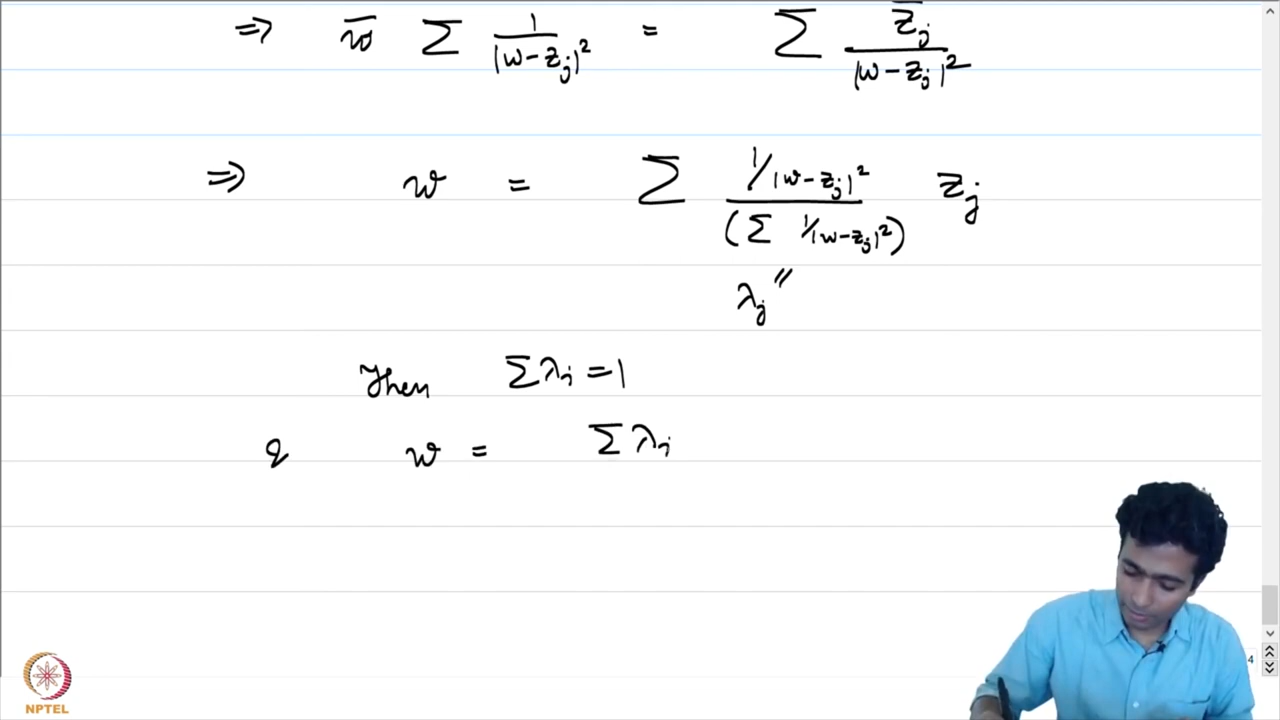 ⇒ w̄ Σ 1/|w-z_j|² = Σ z̄_j/|w-z_j|²
⇒ w = Σ (1/|w-z_j|²)/(Σ 1/|w-z_j|²) z_j
λ_j "
Then Σλ_j = 1
& w = Σλ_j
4
NPTEL